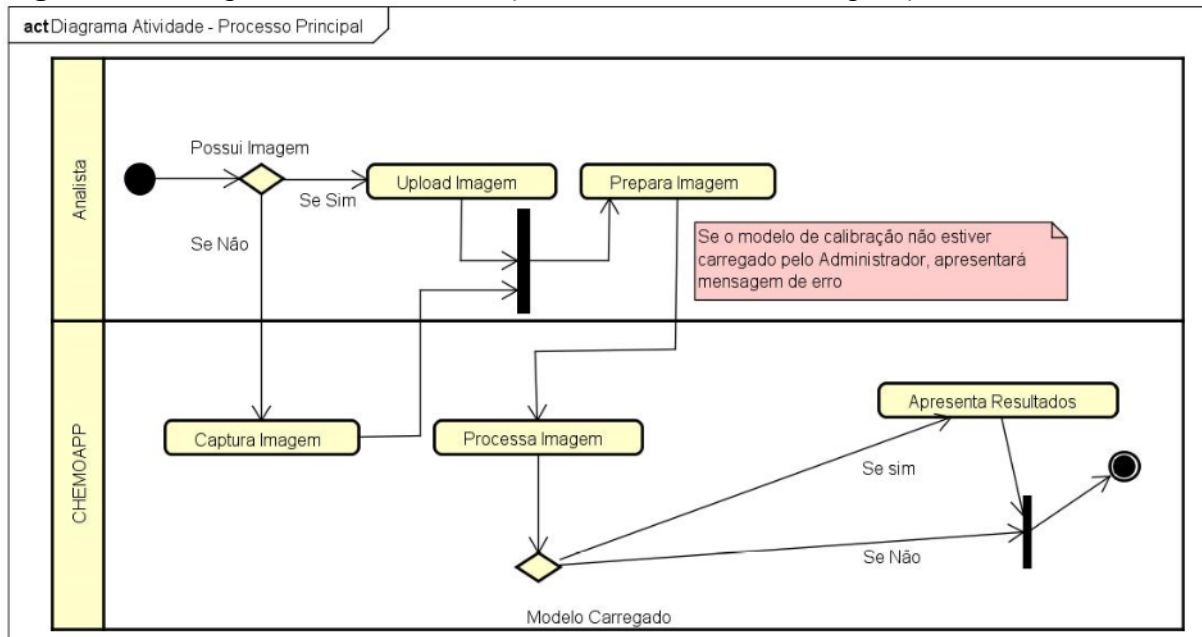 act Diagrama Atividade - Processo Principal
Analista
Possui Imagem
Se Sim
Se Não
Upload Imagem
Prepara Imagem
Se o modelo de calibração não estiver
carregado pelo Administrador, apresentará
mensagem de erro
CHEMOAPP
Captura Imagem
Processa Imagem
Apresenta Resultados
Se sim
Se Não
Modelo Carregado